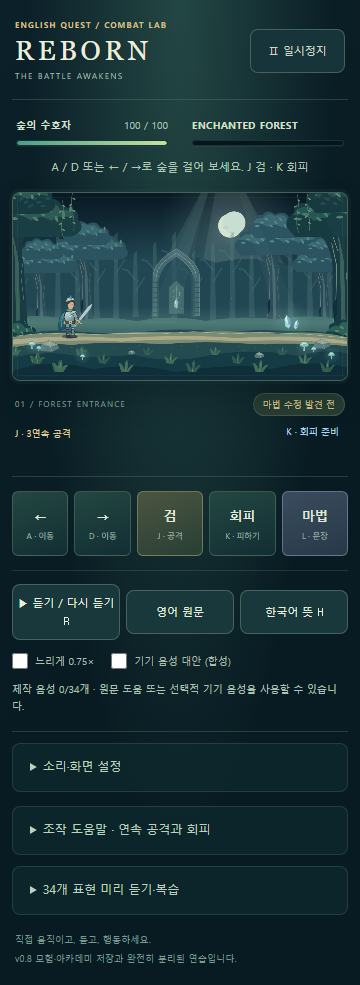 ENGLISH QUEST / COMBAT LAB
REBORN
THE BATTLE AWAKENS
Ⅱ 일시정지
숲의 수호자 100 / 100
ENCHANTED FOREST
A / D 또는 ← / →로 숲을 걸어 보세요. J 검 · K 회피
01 / FOREST ENTRANCE
마법 수정 발견 전
J · 3연속 공격
K · 회피 준비
←
A · 이동
→
D · 이동
검
J · 공격
회피
K · 피하기
마법
L · 문장
▶ 듣기 / 다시 듣기
R
영어 원문
한국어 뜻 H
느리게 0.75×
기기 음성 대안 (합성)
제작 음성 0/34개 · 원문 도움 또는 선택적 기기 음성을 사용할 수 있습니
다.
▶ 소리·화면 설정
▶ 조작 도움말 · 연속 공격과 회피
▶ 34개 표현 미리 듣기·복습
직접 움직이고, 듣고, 행동하세요.
v0.8 모험·아카데미 저장과 완전히 분리된 연습입니다.